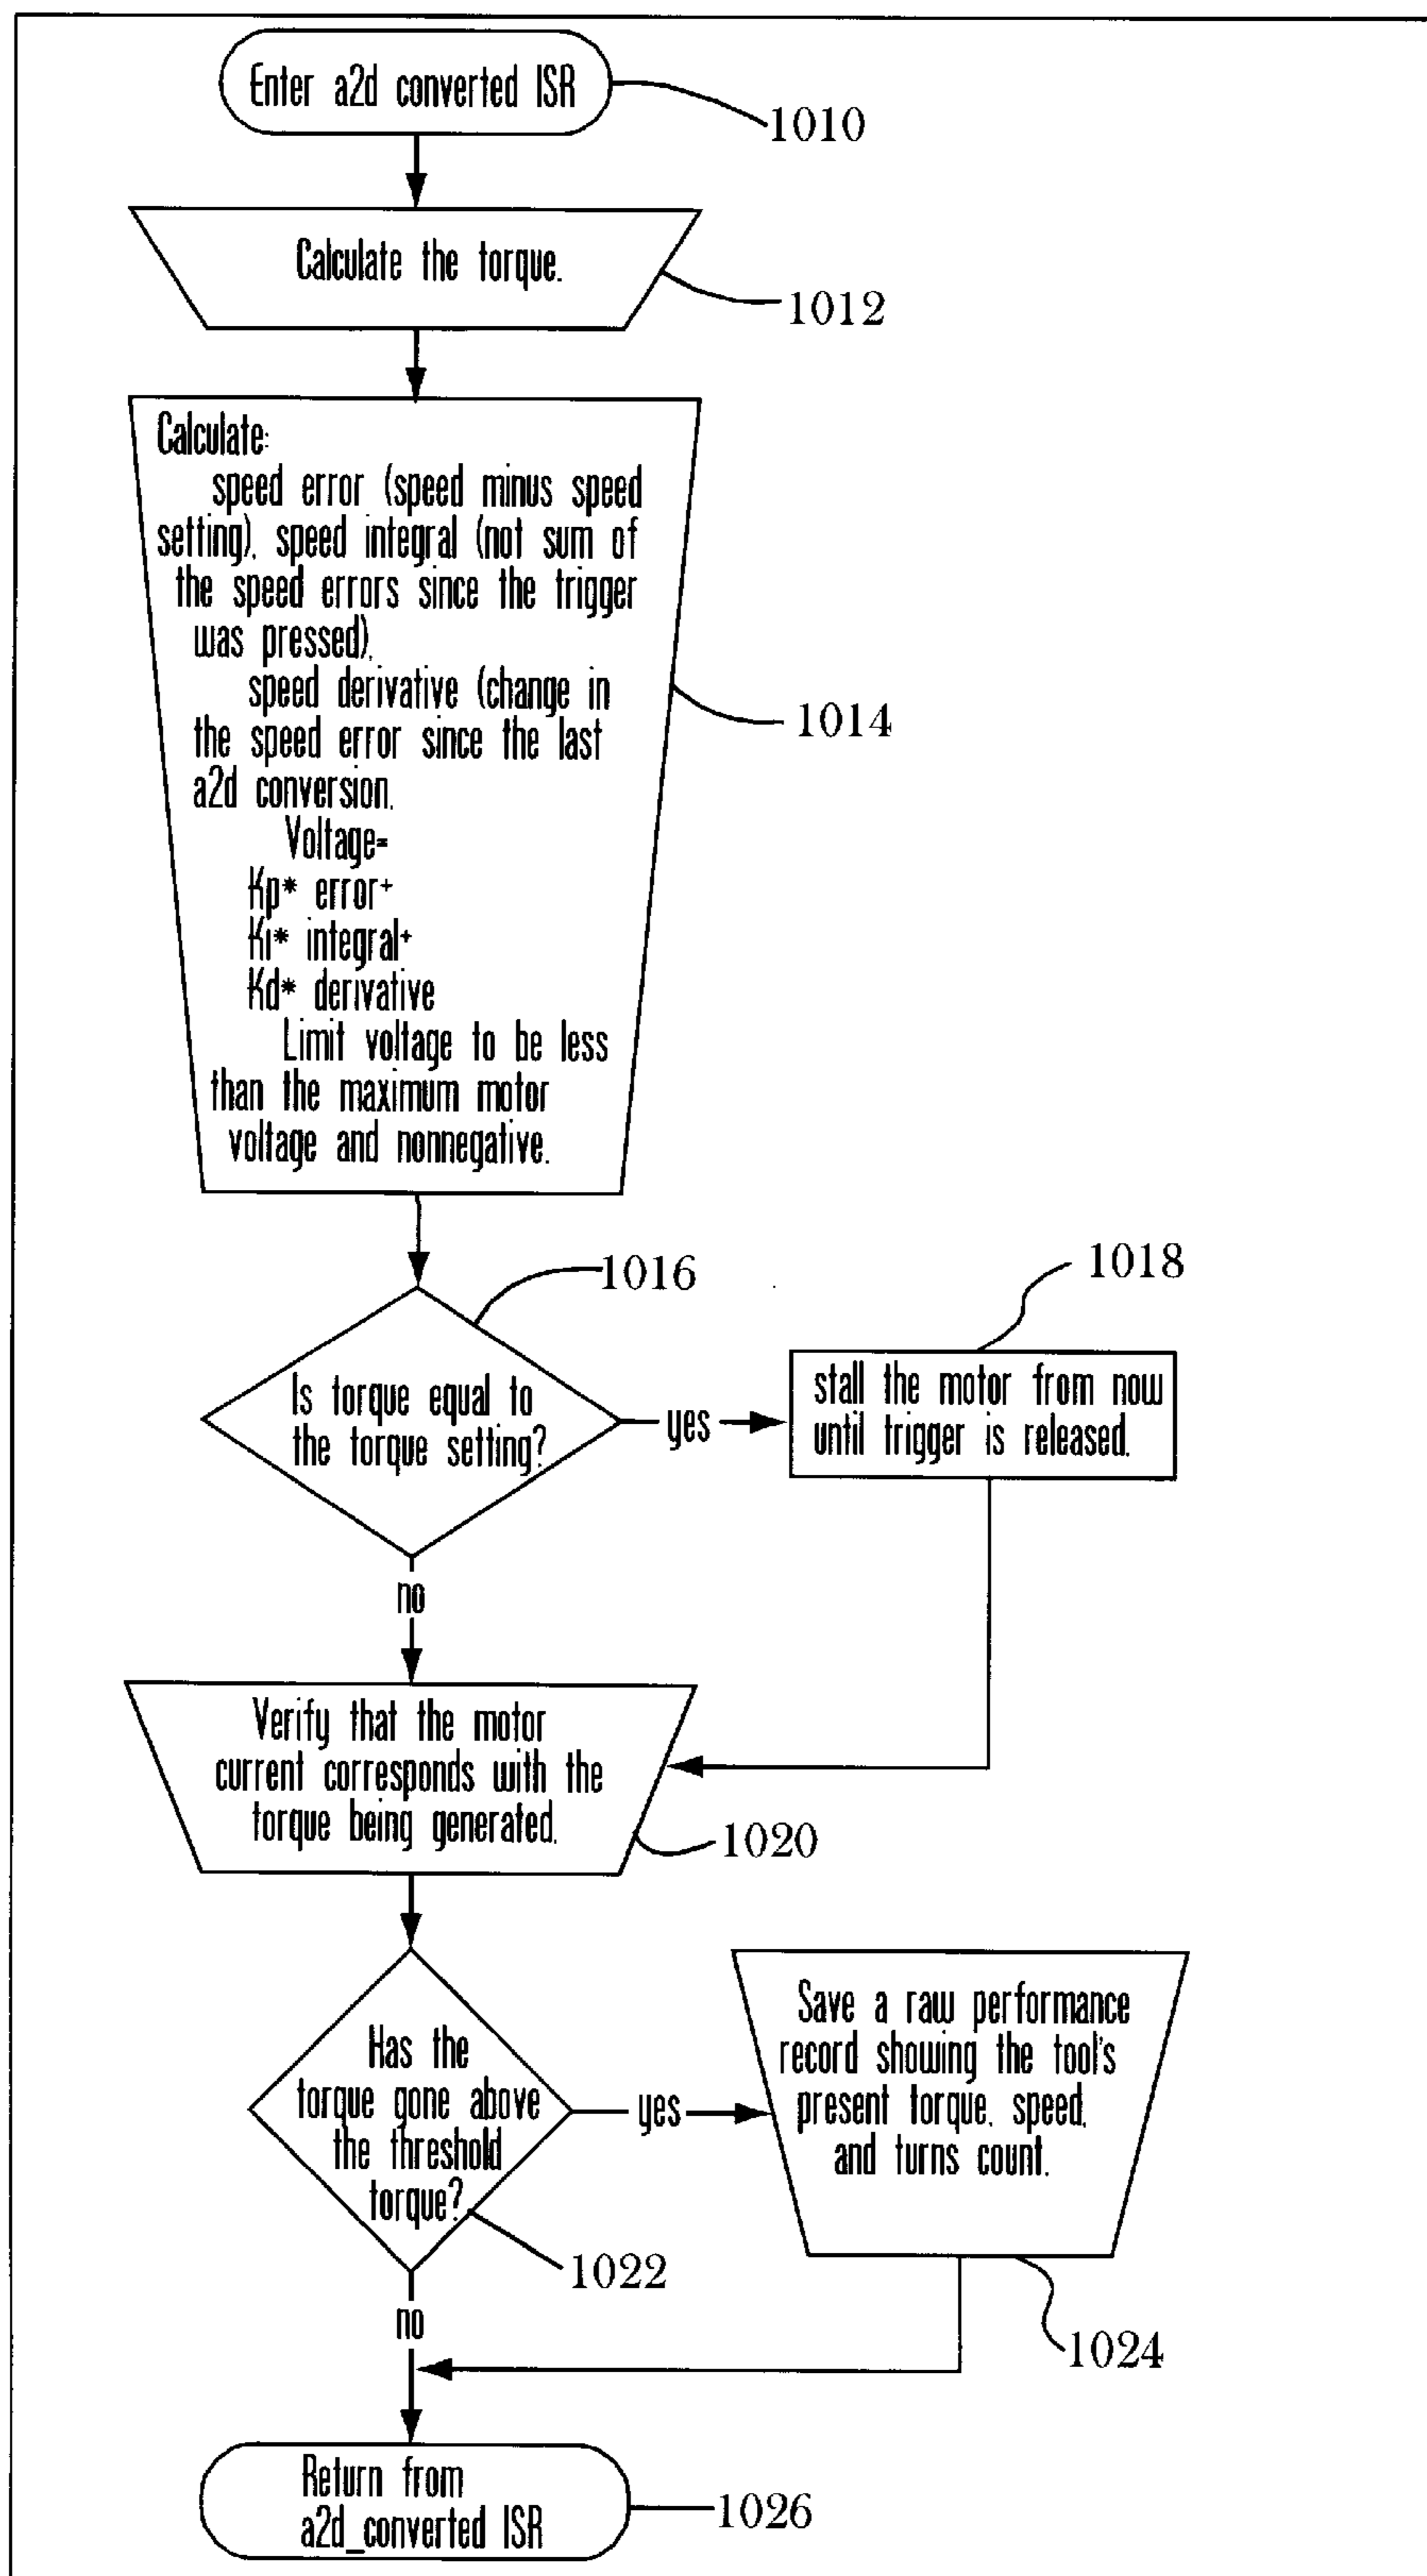 Enter a2d converted ISR
1010
Calculate the torque.
1012
Calculate:
speed error (speed minus speed
setting), speed integral (not sum of
the speed errors since the trigger
was pressed),
speed derivative (change in
the speed error since the last
a2d conversion.
Voltage=
Kp* error+
Ki* integral+
Kd* derivative
Limit voltage to be less
than the maximum motor
voltage and nonnegative.
1014
1016
Is torque equal to
the torque setting?
yes
1018
stall the motor from now
until trigger is released.
no
Verify that the motor
current corresponds with the
torque being generated.
1020
Has the
torque gone above
the threshold
torque?
1022
yes
Save a raw performance
record showing the tool's
present torque, speed,
and turns count.
1024
no
Return from
a2d_converted ISR
1026